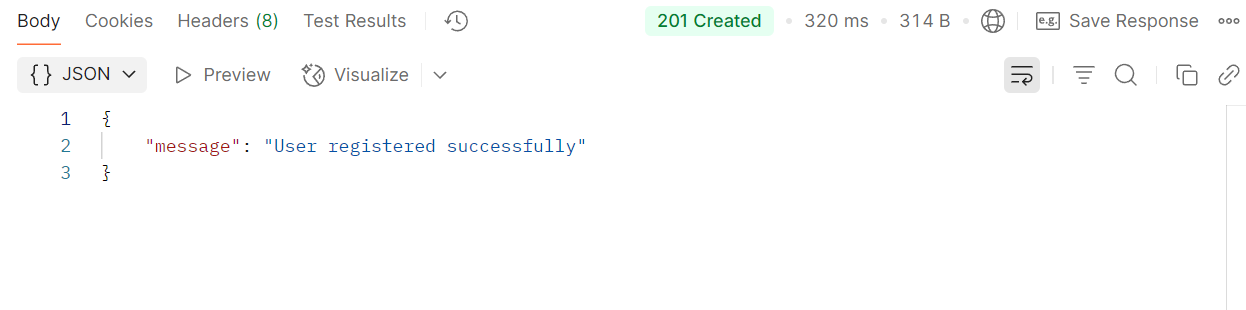 Body Cookies Headers (8) Test Results 201 Created 320 ms 314 B e.g. Save Response
{} JSON Preview Visualize
1 {
2 "message": "User registered successfully"
3 }